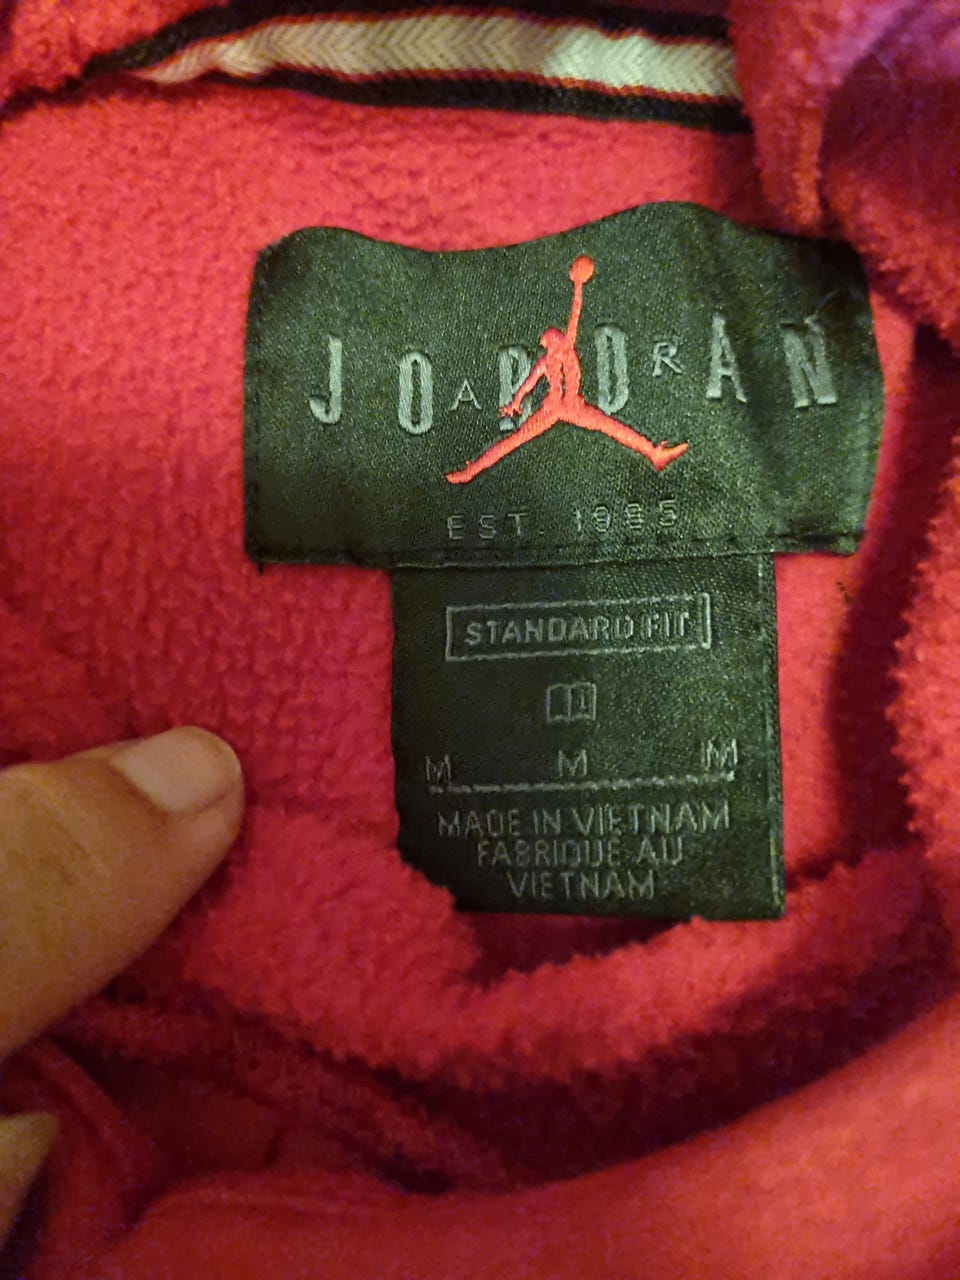 JORDAN
AIR
EST. 1985
STANDARD FIT
M M M
MADE IN VIETNAM
FABRIQUE AU
VIETNAM